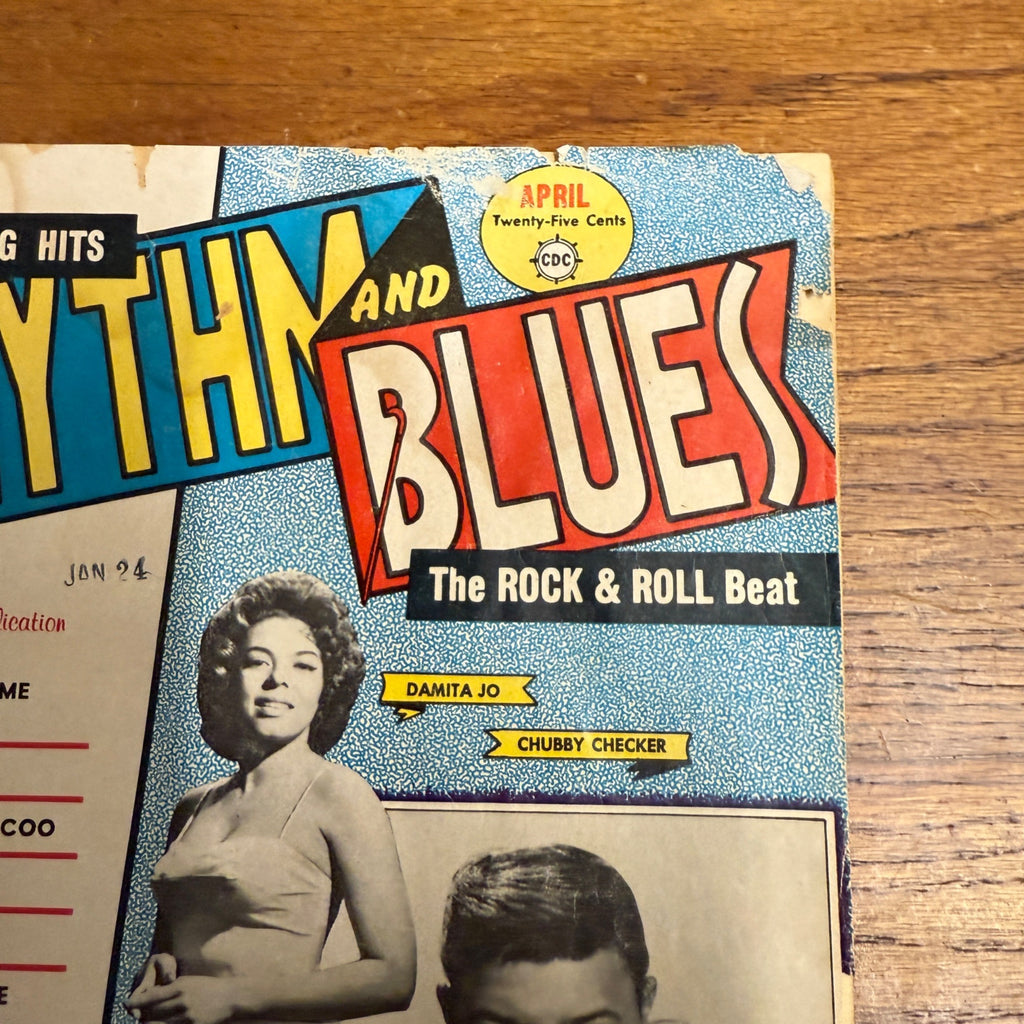 G HITS
YTHM
AND
BLUES
APRIL
Twenty-Five Cents
CDC
The ROCK & ROLL Beat
JAN 24
lication
ME
COO
E
DAMITA JO
CHUBBY CHECKER